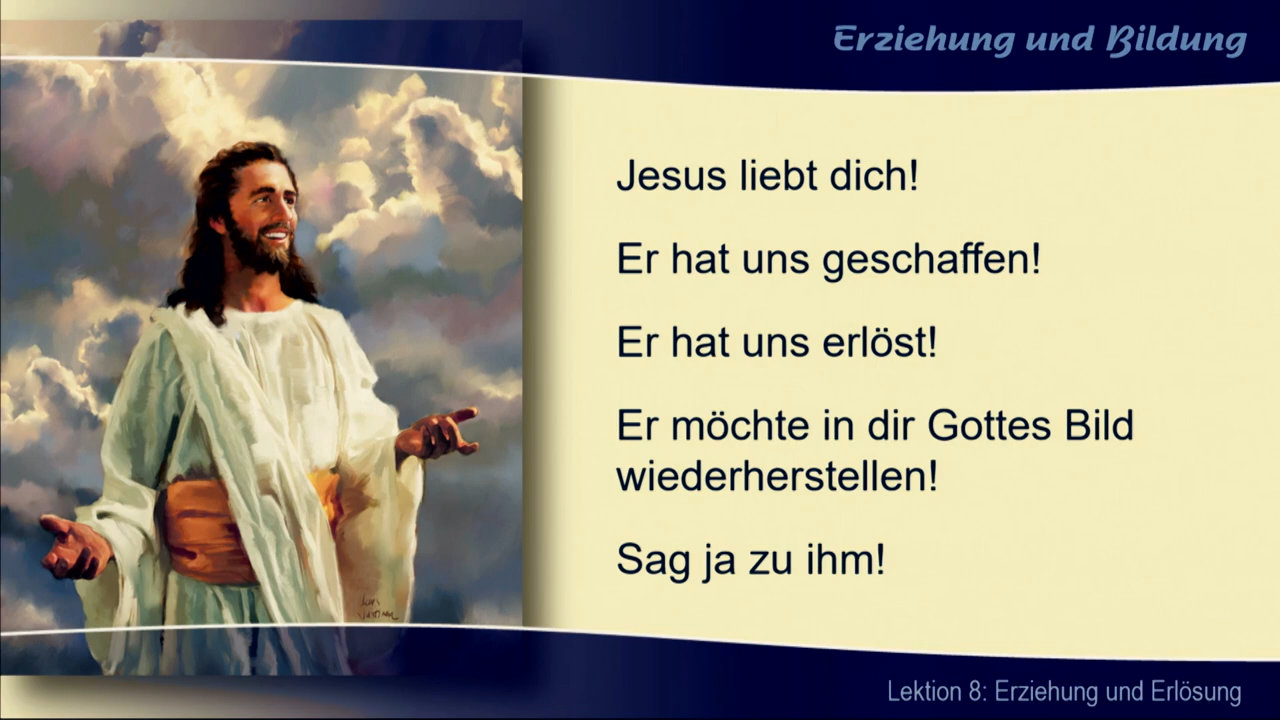 Erziehung und Bildung
Jesus liebt dich!
Er hat uns geschaffen!
Er hat uns erlöst!
Er möchte in dir Gottes Bild
wiederherstellen!
Sag ja zu ihm!
Lektion 8: Erziehung und Erlösung